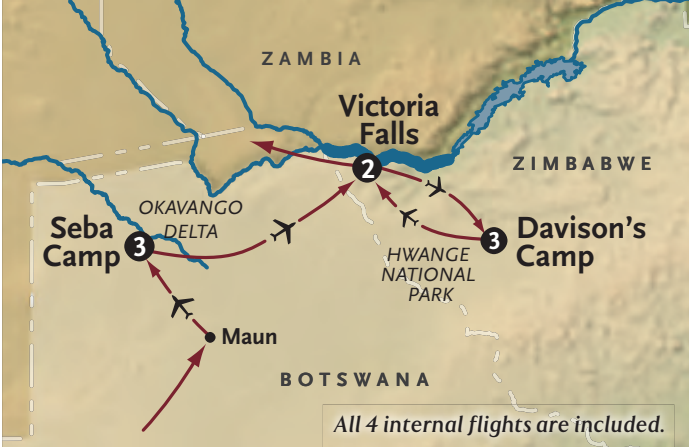 ZAMBIA
Victoria
Falls
2
ZIMBABWE
OKAVANGO
DELTA
Seba
Camp
3
3
Davison's
Camp
HWANGE
NATIONAL
PARK
Maun
BOTSWANA
All 4 internal flights are included.